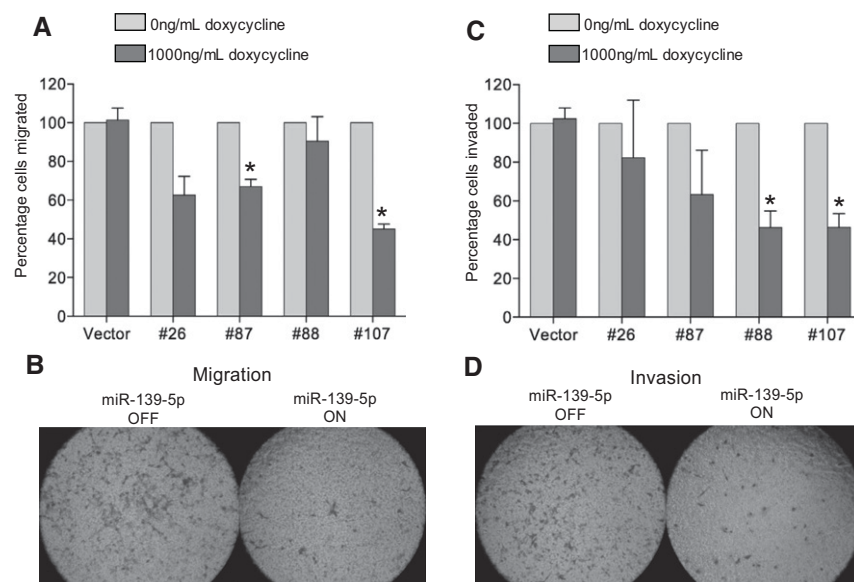 A
0ng/mL doxycycline
1000ng/mL doxycycline
Percentage cells migrated
120
100
80
60
40
20
0
*
*
Vector #26 #87 #88 #107
B
Migration
miR-139-5p OFF
miR-139-5p ON
C
0ng/mL doxycycline
1000ng/mL doxycycline
Percentage cells invaded
120
100
80
60
40
20
0
*
*
Vector #26 #87 #88 #107
D
Invasion
miR-139-5p OFF
miR-139-5p ON